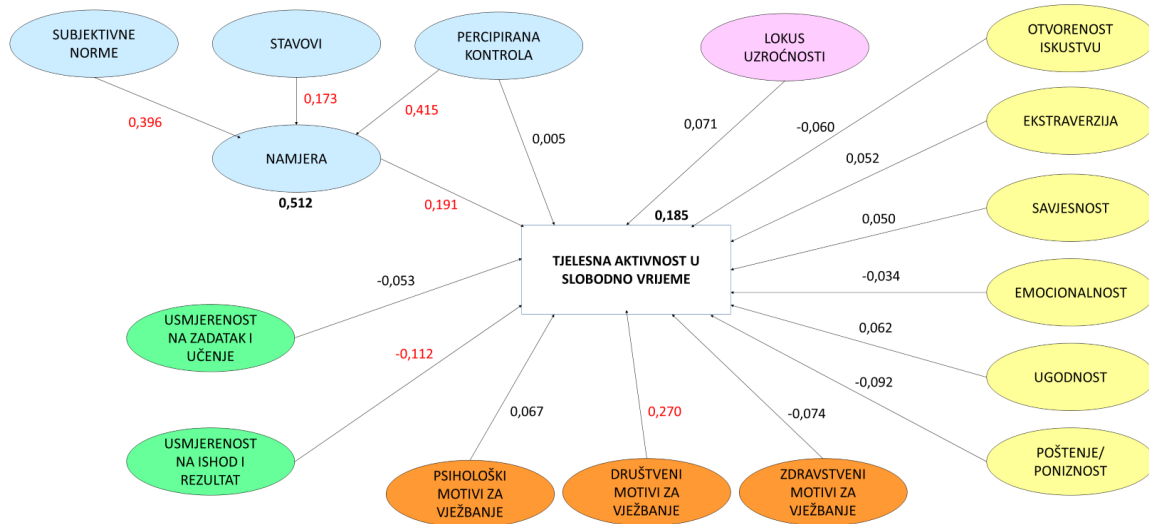 SUBJEKTIVNE
NORME
STAVOVI
PERCIPIRANA
KONTROLA
LOKUS
UZROĆNOSTI
OTVORENOST
ISKUSTVU
0,396
0,173
0,415
0,005
0,071
-0,060
EKSTRAVERZIJA
0,052
NAMJERA
0,512
0,191
0,185
0,050
SAVJESNOST
TJELESNA AKTIVNOST U
SLOBODNO VRIJEME
-0,053
-0,034
EMOCIONALNOST
USMJERENOST
NA ZADATAK I
UČENJE
-0,112
0,062
UGODNOST
-0,092
0,067
0,270
-0,074
POŠTENJE/
PONIZNOST
USMJERENOST
NA ISHOD I
REZULTAT
PSIHOLOŠKI
MOTIVI ZA
VJEŽBANJE
DRUŠTVENI
MOTIVI ZA
VJEŽBANJE
ZDRAVSTVENI
MOTIVI ZA
VJEŽBANJE